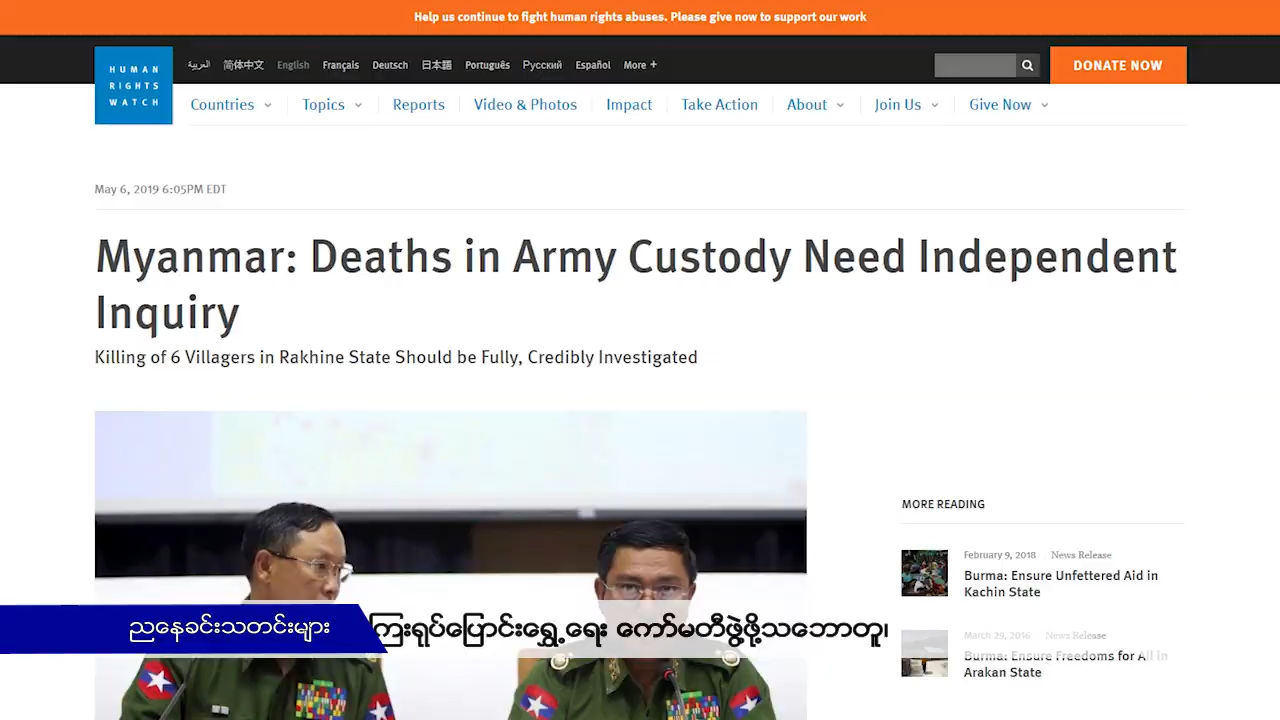 Help us continue to fight human rights abuses. Please give now to support our work
HUMAN
RIGHTS
WATCH
العربية 简体中文 English Français Deutsch 日本語 Português Русский Español More +
DONATE NOW
Countries Topics Reports Video & Photos Impact Take Action About Join Us Give Now
May 6, 2019 6:05PM EDT
Myanmar: Deaths in Army Custody Need Independent
Inquiry
Killing of 6 Villagers in Rakhine State Should be Fully, Credibly Investigated
MORE READING
February 9, 2018 News Release
Burma: Ensure Unfettered Aid in
Kachin State
March 29, 2016 News Release
Burma: Ensure Freedoms for All in
Arakan State
ညနေခင်းသတင်းများ
ကြးရုပ်ပြောင်းရွှေ့ရေး ကော်မတီဖွဲ့ဖို့သဘောတူ၊